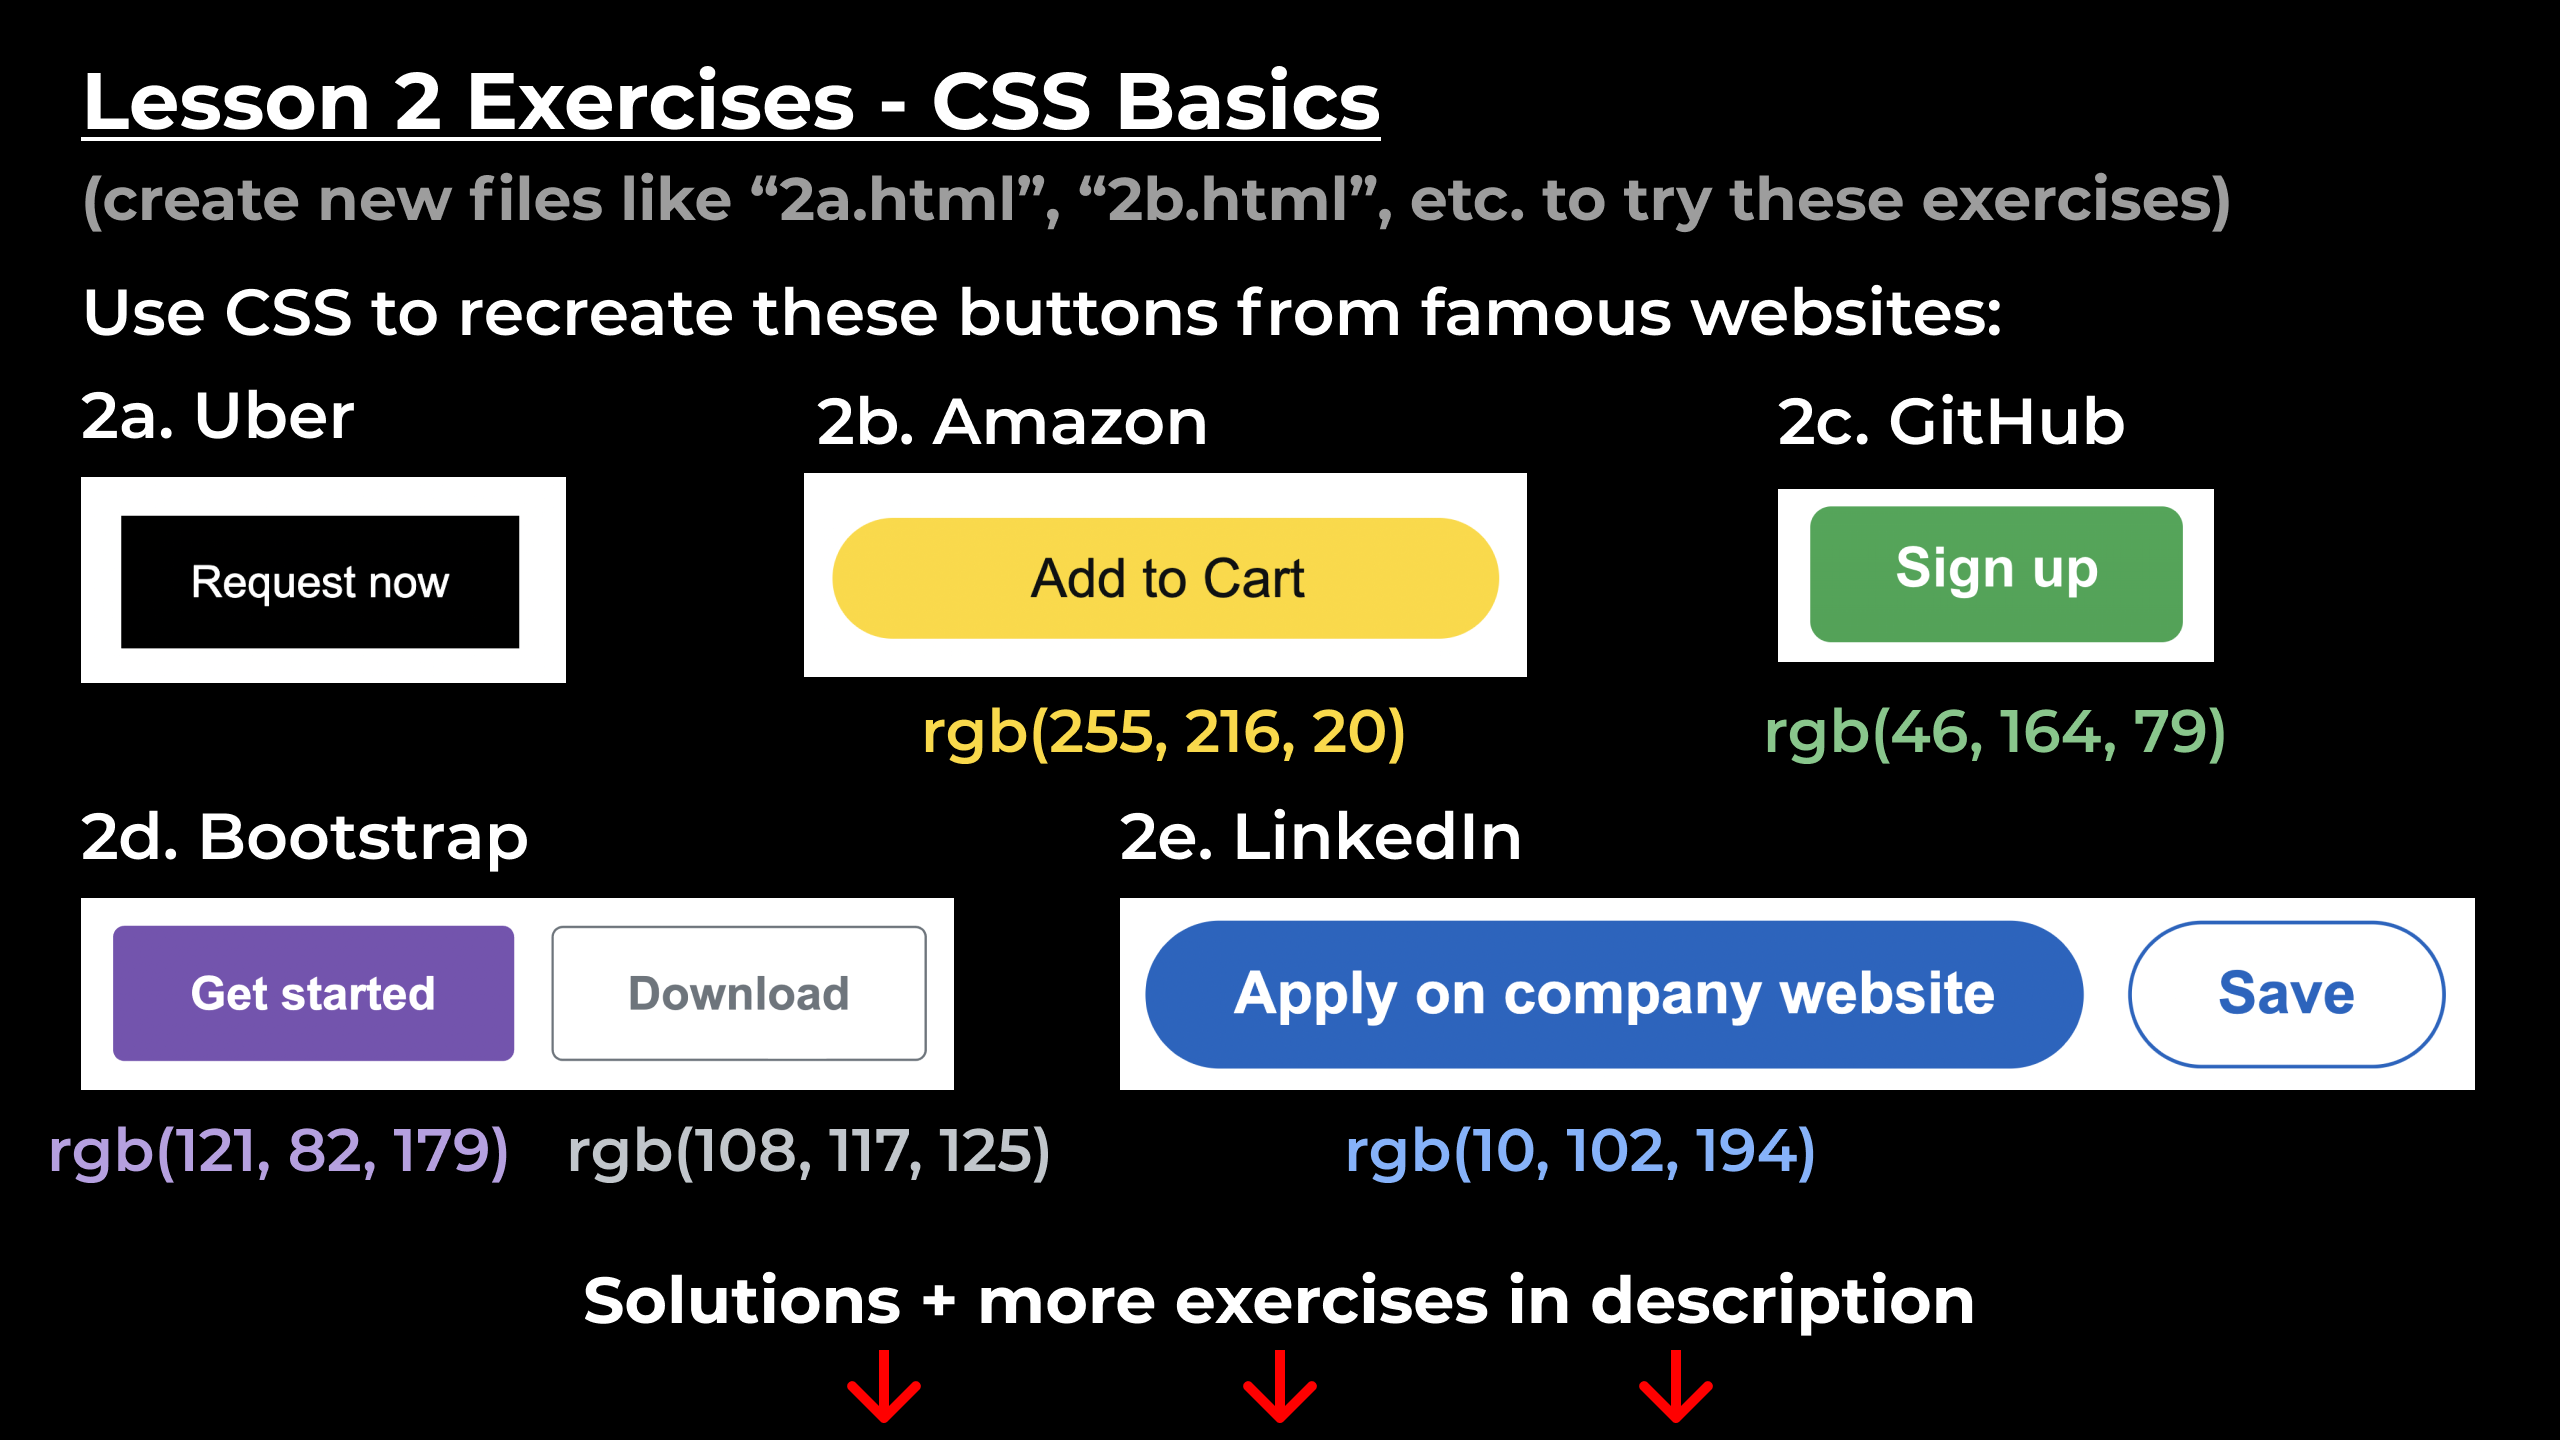 Lesson 2 Exercises - CSS Basics
(create new files like “2a.html”, “2b.html”, etc. to try these exercises)
Use CSS to recreate these buttons from famous websites:
2a. Uber
Request now
2b. Amazon
Add to Cart
rgb(255, 216, 20)
2c. GitHub
Sign up
rgb(46, 164, 79)
2d. Bootstrap
Get started
Download
rgb(121, 82, 179)
rgb(108, 117, 125)
2e. LinkedIn
Apply on company website
Save
rgb(10, 102, 194)
Solutions + more exercises in description